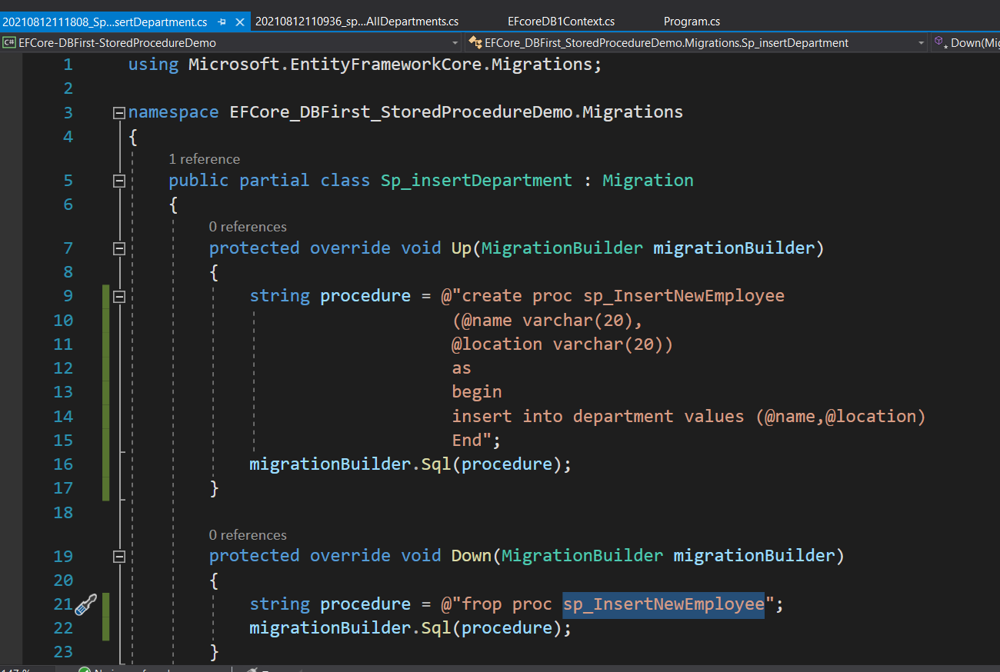 20210812111808_Sp...sertDepartment.cs 20210812110936_sp...AllDepartments.cs EFcoreDB1Context.cs Program.cs
C# EFCore-DBFirst-StoredProcedureDemo EFCore_DBFirst_StoredProcedureDemo.Migrations.Sp_insertDepartment Down(Mig
1 using Microsoft.EntityFrameworkCore.Migrations;
2
3 namespace EFCore_DBFirst_StoredProcedureDemo.Migrations
4 {
1 reference
5 public partial class Sp_insertDepartment : Migration
6 {
0 references
7 protected override void Up(MigrationBuilder migrationBuilder)
8 {
9 string procedure = @"create proc sp_InsertNewEmployee
10 (@name varchar(20),
11 @location varchar(20))
12 as
13 begin
14 insert into department values (@name,@location)
15 End";
16 migrationBuilder.Sql(procedure);
17 }
18
0 references
19 protected override void Down(MigrationBuilder migrationBuilder)
20 {
21 string procedure = @"frop proc sp_InsertNewEmployee";
22 migrationBuilder.Sql(procedure);
23 }